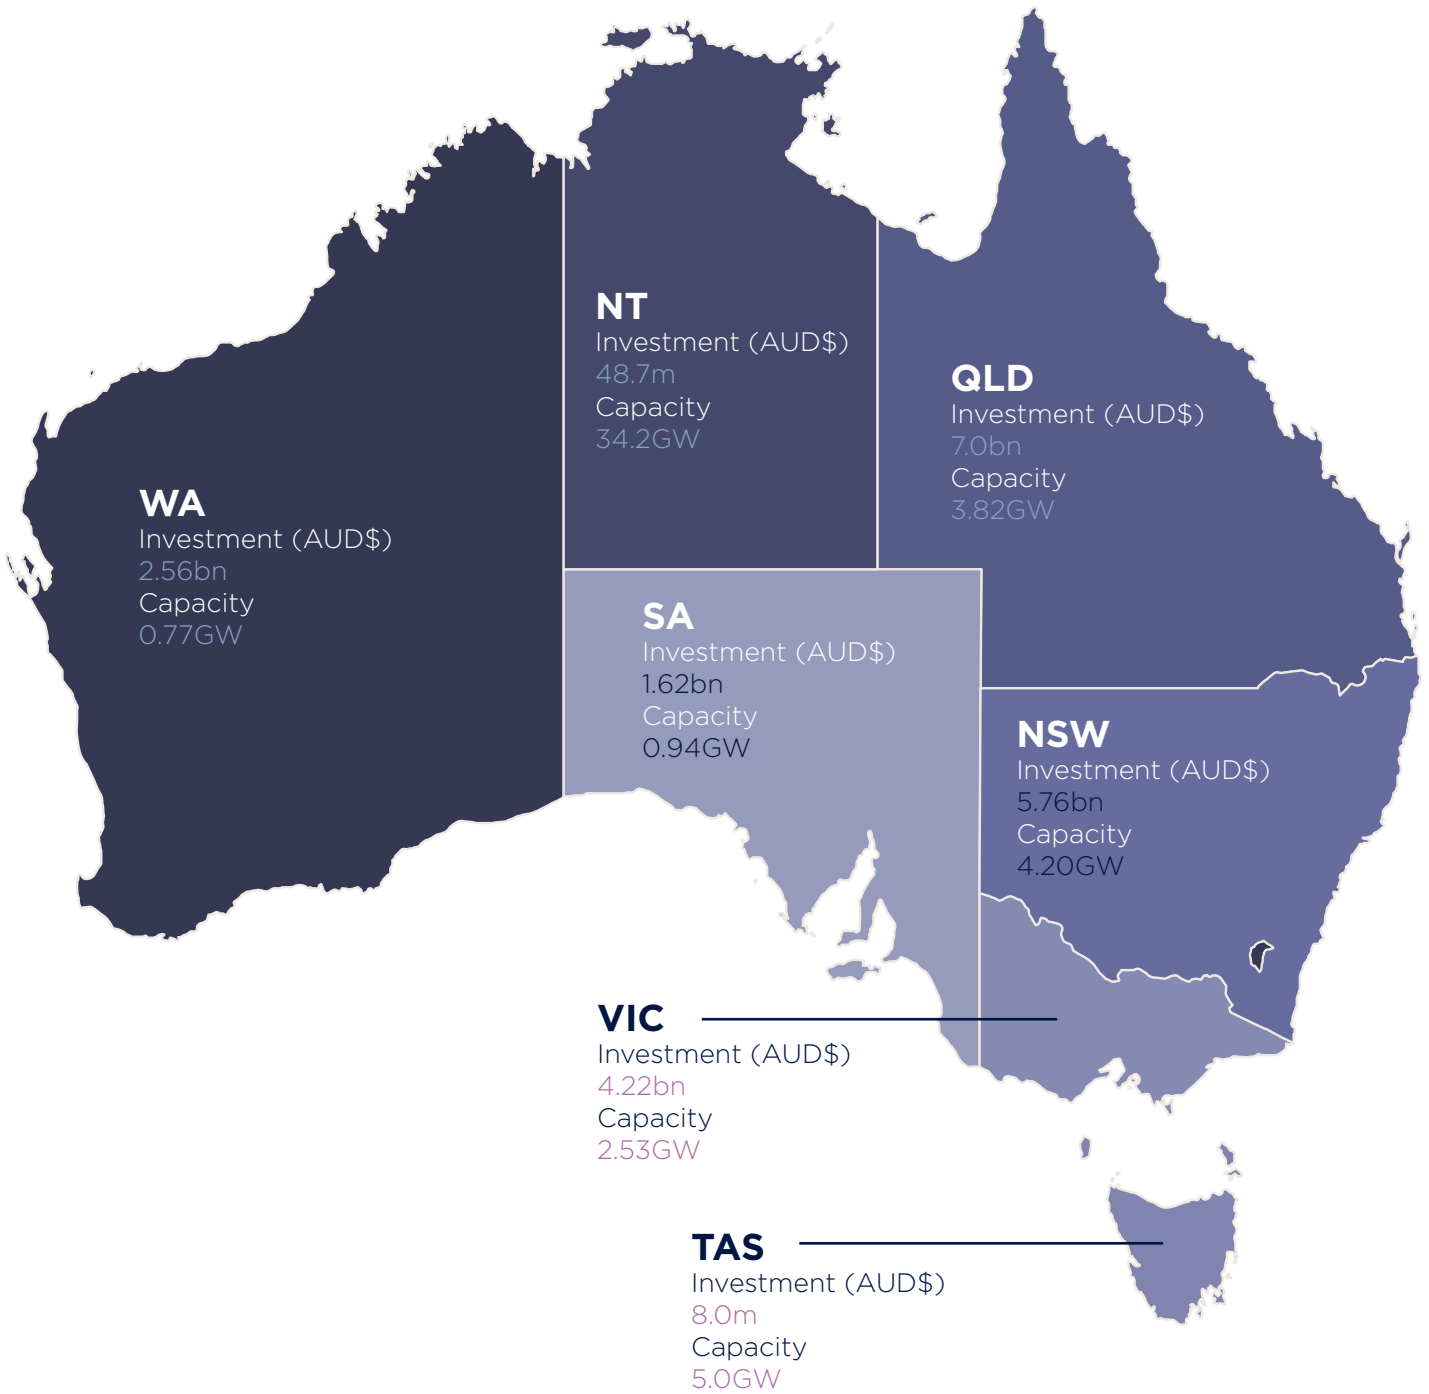 NT
Investment (AUD$)
48.7m
Capacity
34.2GW
QLD
Investment (AUD$)
7.0bn
Capacity
3.82GW
WA
Investment (AUD$)
2.56bn
Capacity
0.77GW
SA
Investment (AUD$)
1.62bn
Capacity
0.94GW
NSW
Investment (AUD$)
5.76bn
Capacity
4.20GW
VIC
Investment (AUD$)
4.22bn
Capacity
2.53GW
TAS
Investment (AUD$)
8.0m
Capacity
5.0GW